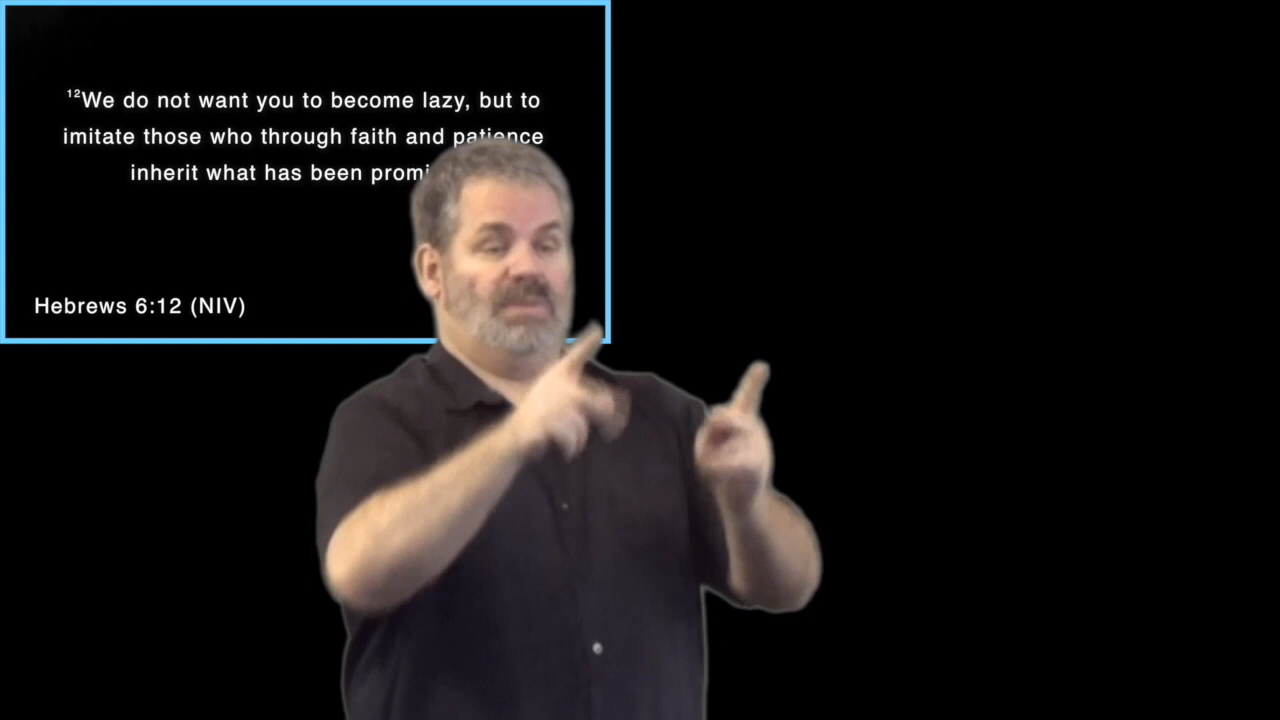 ¹²We do not want you to become lazy, but to
imitate those who through faith and patience
inherit what has been
Hebrews 6:12 (NIV)